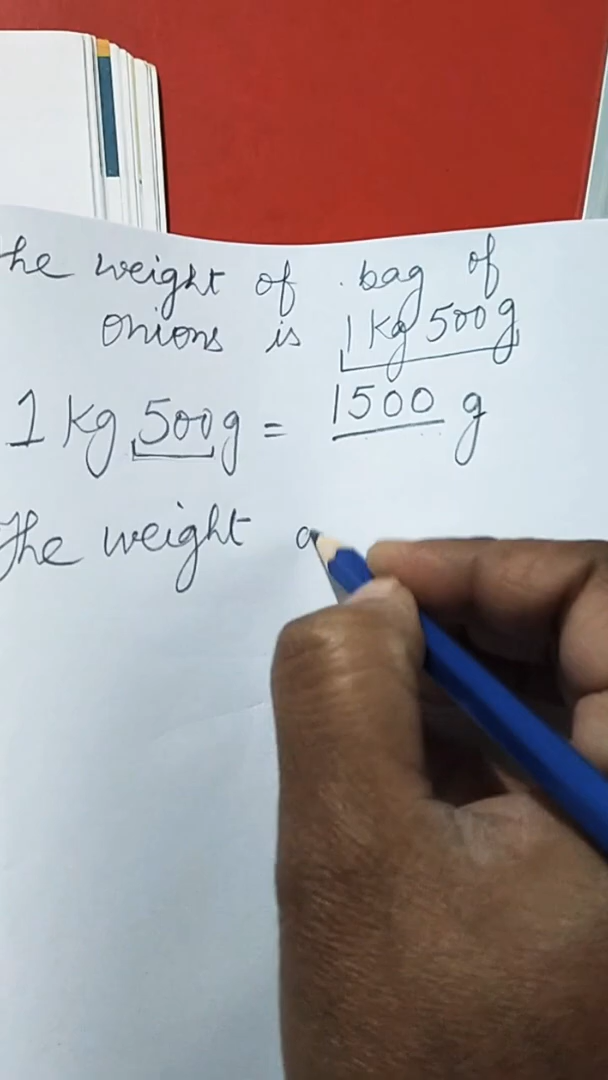 he weight of bag of
onions is 1 kg 500 g
1 kg 500 g = 1500 g
The weight o